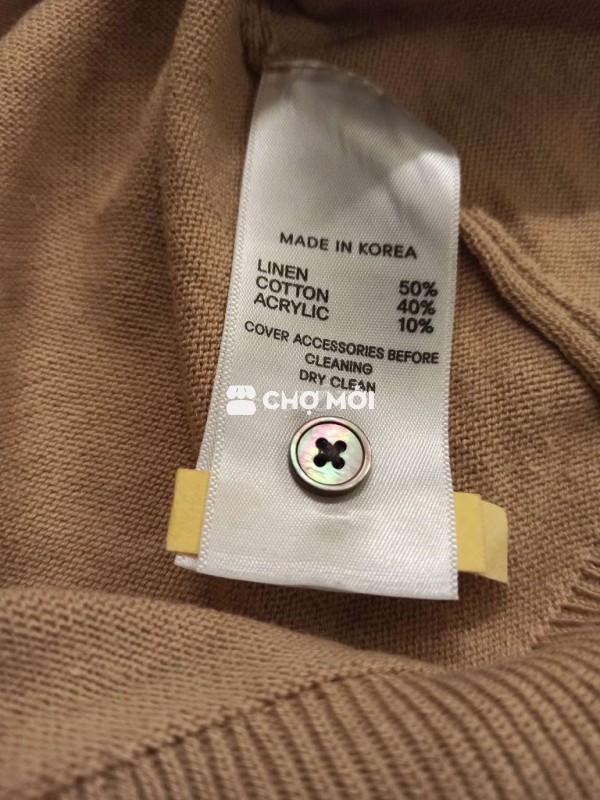 MADE IN KOREA
LINEN 50%
COTTON 40%
ACRYLIC 10%
COVER ACCESSORIES BEFORE
CLEANING
DRY CLEAN
CHỢ MỚI